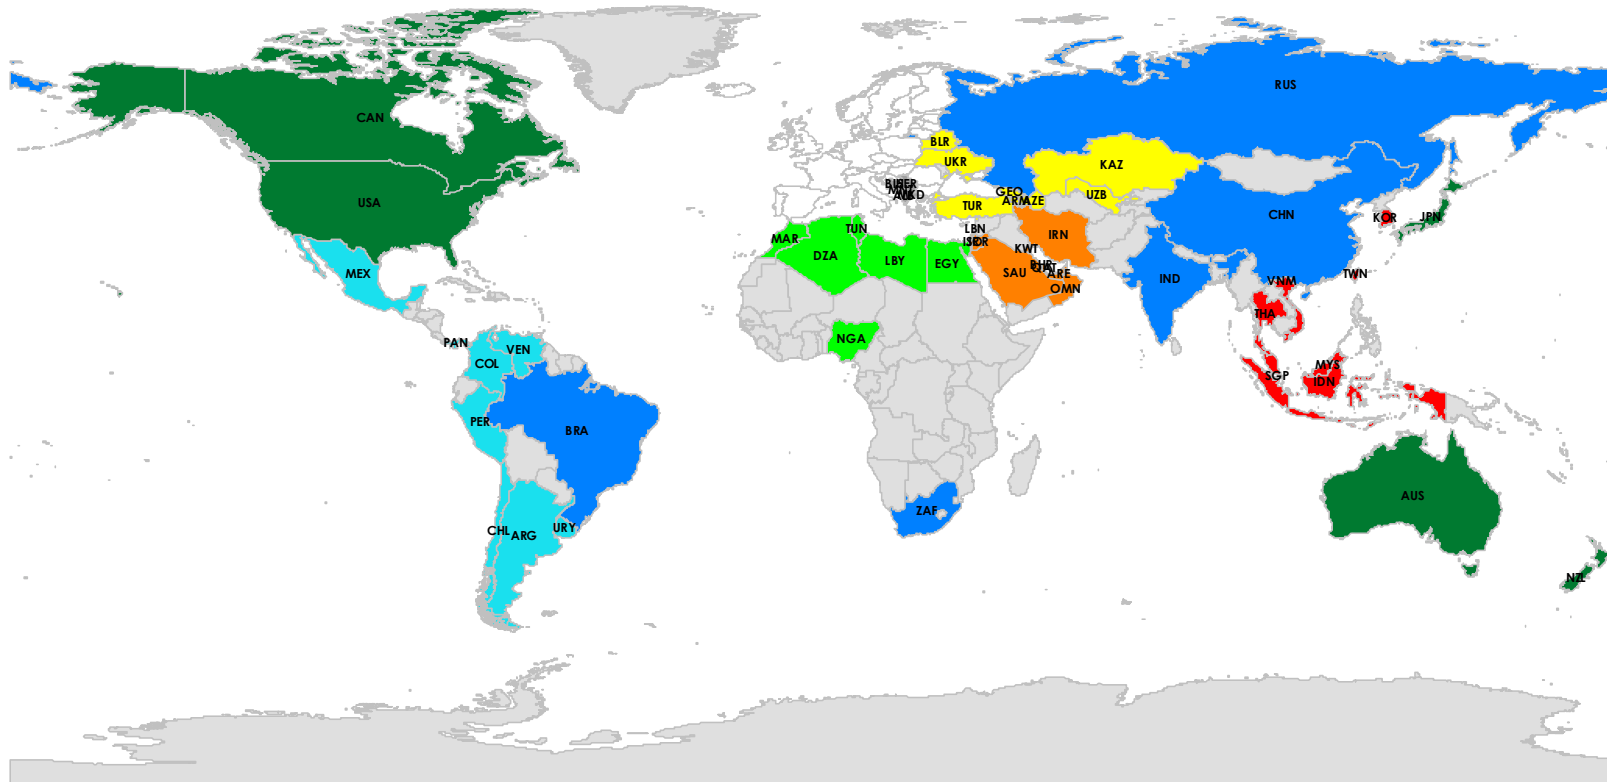 RUS
CAN
BLR
UKR
KAZ
GEO
UZB
USA
ARM
AZE
TUR
CHN
KOR
JPN
LBN
TUN
MAR
IRN
DZA
LBY
EGY
KWT
SAU
ARE
OMN
MEX
IND
VNM
TWN
THA
NGA
PAN
COL
VEN
MYS
SGP
IDN
PER
BRA
AUS
ZAF
CHL
ARG
URY
NZL